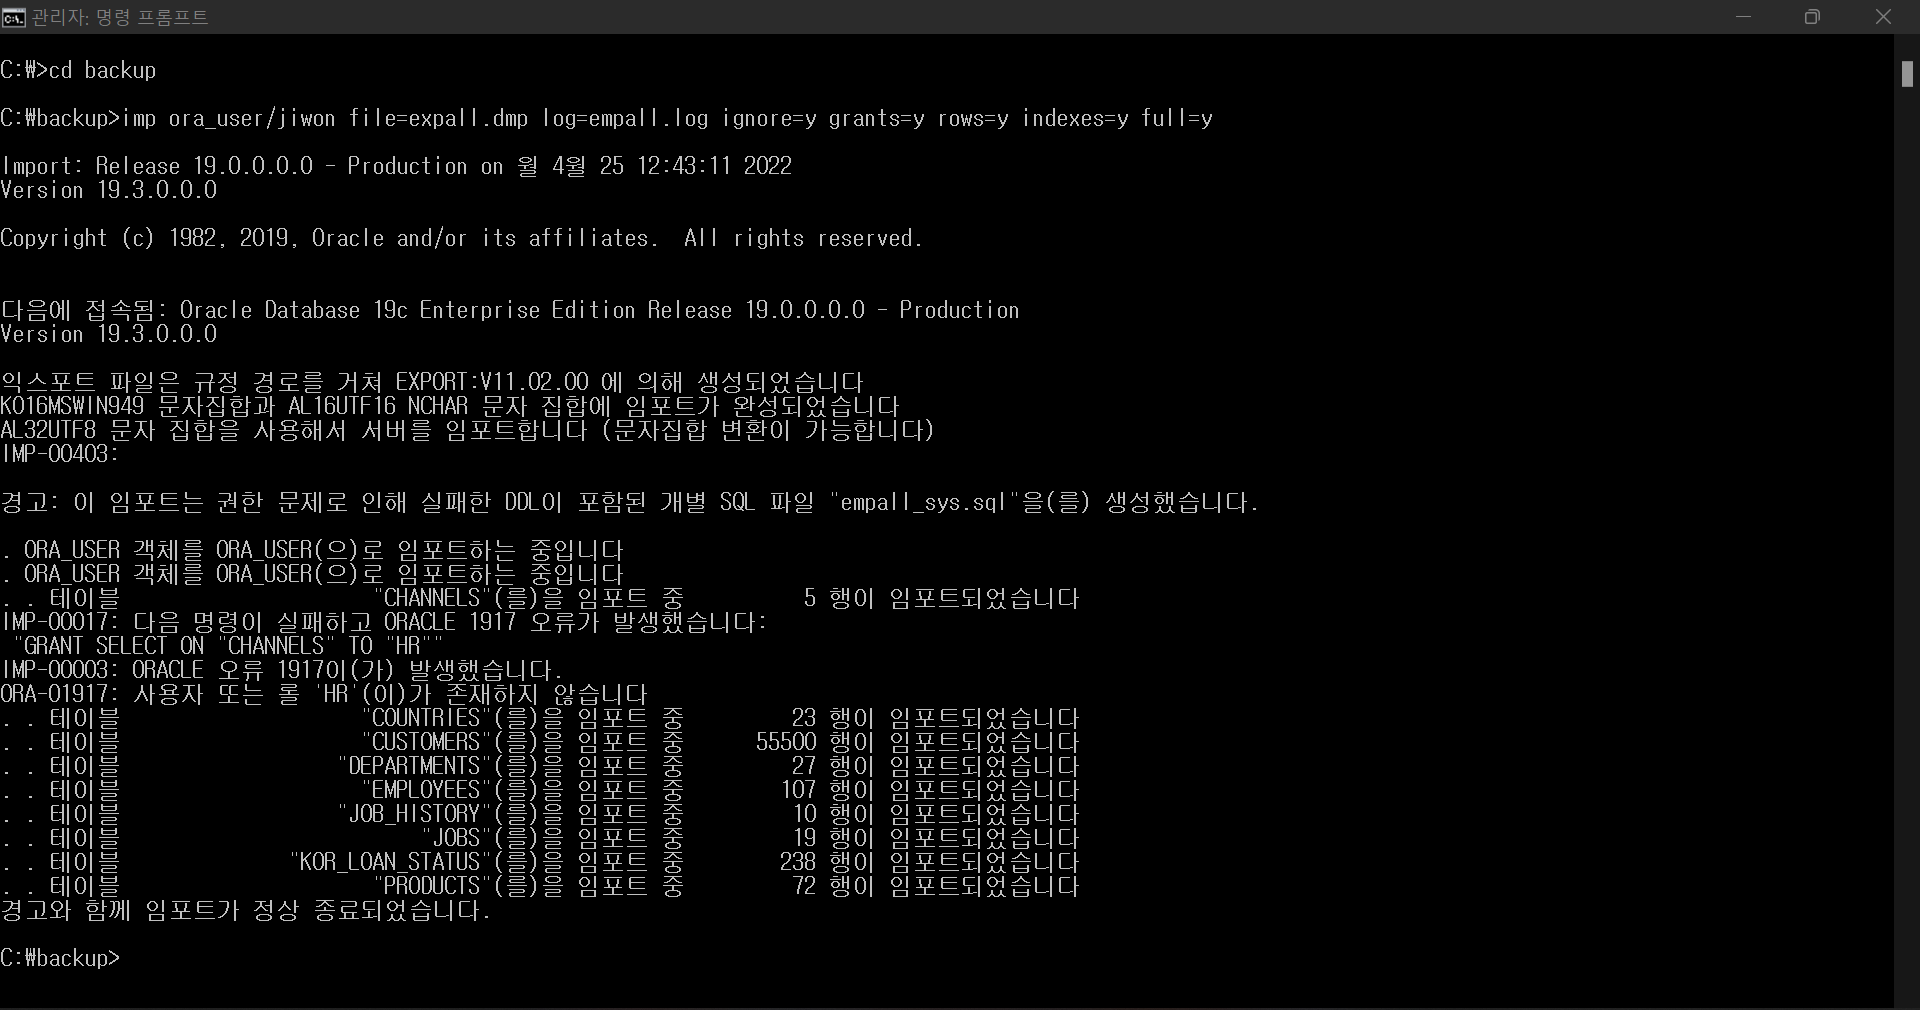 관리자: 명령 프롬프트
C:₩>cd backup
C:₩backup>imp ora_user/jiwon file=expall.dmp log=empall.log ignore=y grants=y rows=y indexes=y full=y
Import: Release 19.0.0.0.0 - Production on 월 4월 25 12:43:11 2022
Version 19.3.0.0.0
Copyright (c) 1982, 2019, Oracle and/or its affiliates.  All rights reserved.
다음에 접속됨: Oracle Database 19c Enterprise Edition Release 19.0.0.0.0 - Production
Version 19.3.0.0.0
익스포트 파일은 규정 경로를 거쳐 EXPORT:V11.02.00 에 의해 생성되었습니다
KO16MSWIN949 문자집합과 AL16UTF16 NCHAR 문자 집합에 임포트가 완성되었습니다
AL32UTF8 문자 집합을 사용해서 서버를 임포트합니다 (문자집합 변환이 가능합니다)
IMP-00403:
경고: 이 임포트는 권한 문제로 인해 실패한 DDL이 포함된 개별 SQL 파일 "empall_sys.sql"을(를) 생성했습니다.
. ORA_USER 객체를 ORA_USER(으)로 임포트하는 중입니다
. ORA_USER 객체를 ORA_USER(으)로 임포트하는 중입니다
. . 테이블                     "CHANNELS"(를)을 임포트 중          5 행이 임포트되었습니다
IMP-00017: 다음 명령이 실패하고 ORACLE 1917 오류가 발생했습니다:
 "GRANT SELECT ON "CHANNELS" TO "HR""
IMP-00003: ORACLE 오류 1917이(가) 발생했습니다.
ORA-01917: 사용자 또는 롤 'HR'(이)가 존재하지 않습니다
. . 테이블                    "COUNTRIES"(를)을 임포트 중         23 행이 임포트되었습니다
. . 테이블                    "CUSTOMERS"(를)을 임포트 중      55500 행이 임포트되었습니다
. . 테이블                  "DEPARTMENTS"(를)을 임포트 중         27 행이 임포트되었습니다
. . 테이블                    "EMPLOYEES"(를)을 임포트 중        107 행이 임포트되었습니다
. . 테이블                  "JOB_HISTORY"(를)을 임포트 중         10 행이 임포트되었습니다
. . 테이블                         "JOBS"(를)을 임포트 중         19 행이 임포트되었습니다
. . 테이블              "KOR_LOAN_STATUS"(를)을 임포트 중        238 행이 임포트되었습니다
. . 테이블                     "PRODUCTS"(를)을 임포트 중         72 행이 임포트되었습니다
경고와 함께 임포트가 정상 종료되었습니다.
C:₩backup>